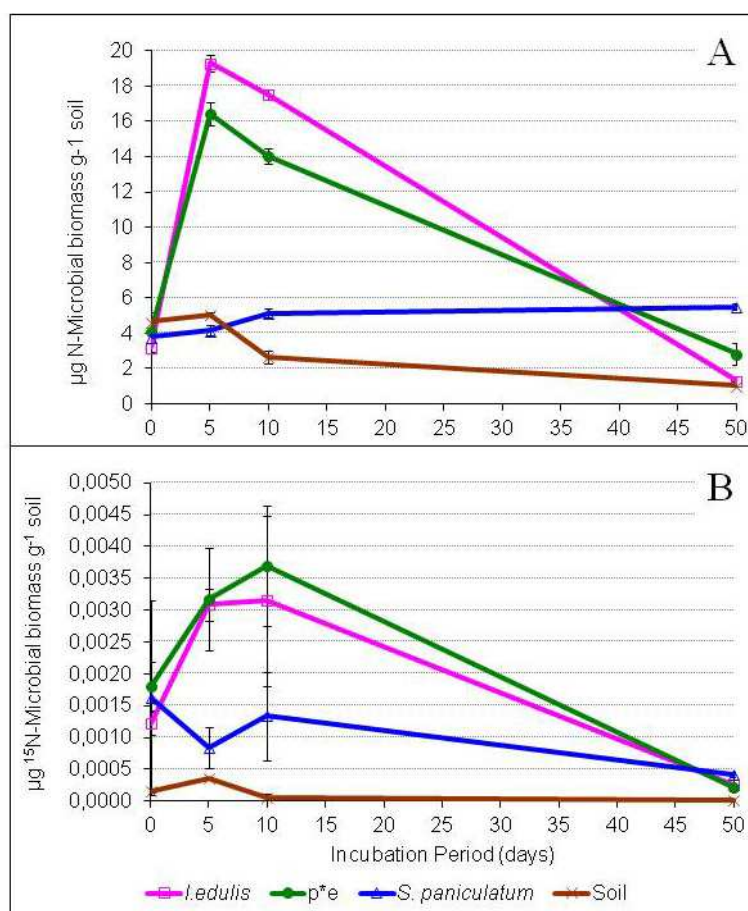 A
µg N-Microbial biomass g-1 soil
20
18
16
14
12
10
8
6
4
2
0
0 5 10 15 20 25 30 35 40 45 50
B
µg ¹⁵N-Microbial biomass g⁻¹ soil
0,0050
0,0045
0,0040
0,0035
0,0030
0,0025
0,0020
0,0015
0,0010
0,0005
0,0000
0 5 10 15 20 25 30 35 40 45 50
Incubation Period (days)
I.edulis p*e S. paniculatum Soil